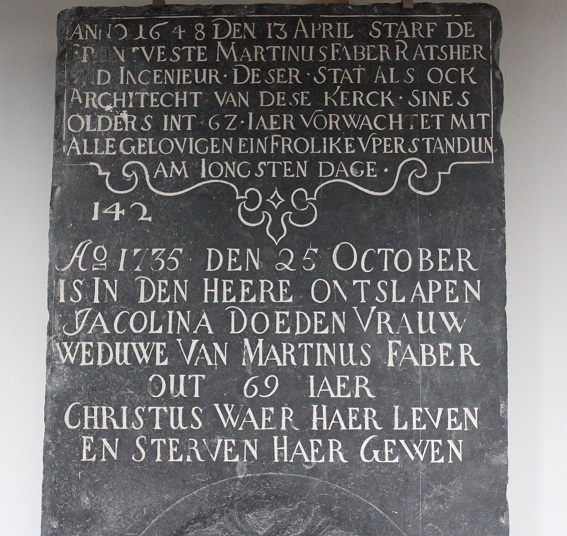 ANNO 1648 DEN 13 APRIL STARF DE
ERENTVESTE MARTINUS FABER RATSHER
UND INGENIEUR · DESER · STAT ALS OCK
ARCHITECHT VAN DESE KERCK · SINES
OLDERS INT · 62 · IAER VORWACHTET MIT
ALLE GELOVIGEN EIN FROLIKE VPERSTANDUN
AM IONGSTEN DAGE ·
142
Ao 1735 DEN 25 OCTOBER
IS IN DEN HEERE ONTSLAPEN
JACOLINA DOEDEN VRAUW
WEDUWE VAN MARTINUS FABER
OUT 69 IAER
CHRISTUS WAER HAER LEVEN
EN STERVEN HAER GEWEN